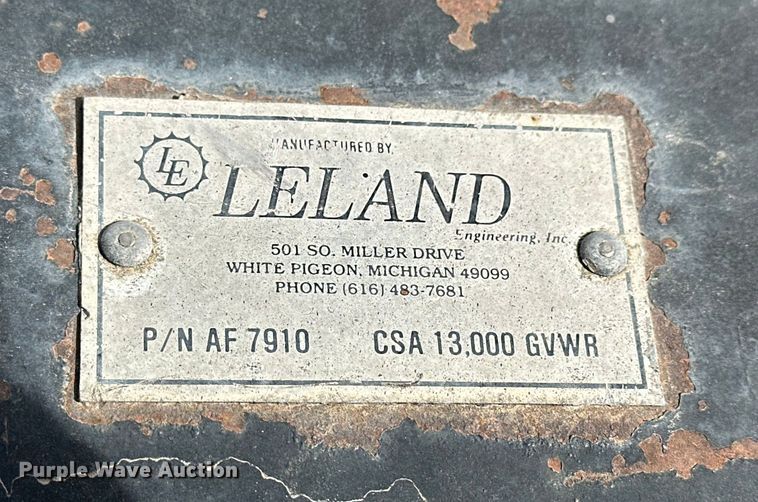 MANUFACTURED BY
LE
LELAND
Engineering, Inc.
501 SO. MILLER DRIVE
WHITE PIGEON, MICHIGAN 49099
PHONE (616) 483-7681
P/N AF 7910 CSA 13,000 GVWR
Purple Wave Auction